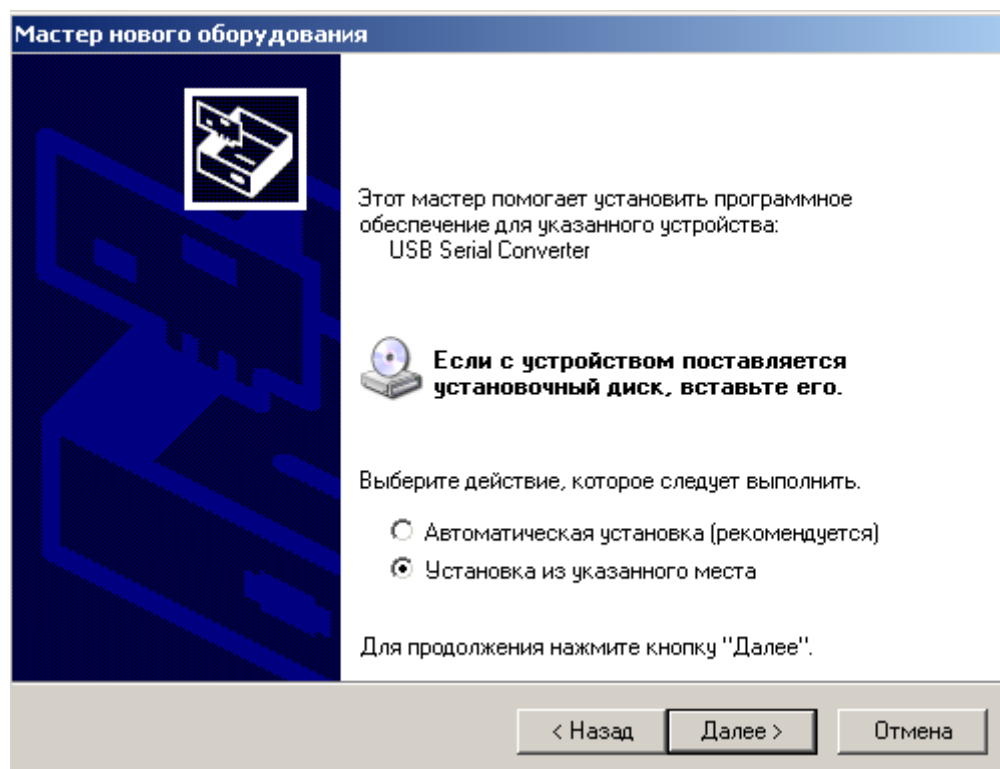 Мастер нового оборудования
Этот мастер помогает установить программное
обеспечение для указанного устройства:
USB Serial Converter
Если с устройством поставляется
установочный диск, вставьте его.
Выберите действие, которое следует выполнить.
Автоматическая установка (рекомендуется)
Установка из указанного места
Для продолжения нажмите кнопку "Далее".
< Назад
Далее >
Отмена